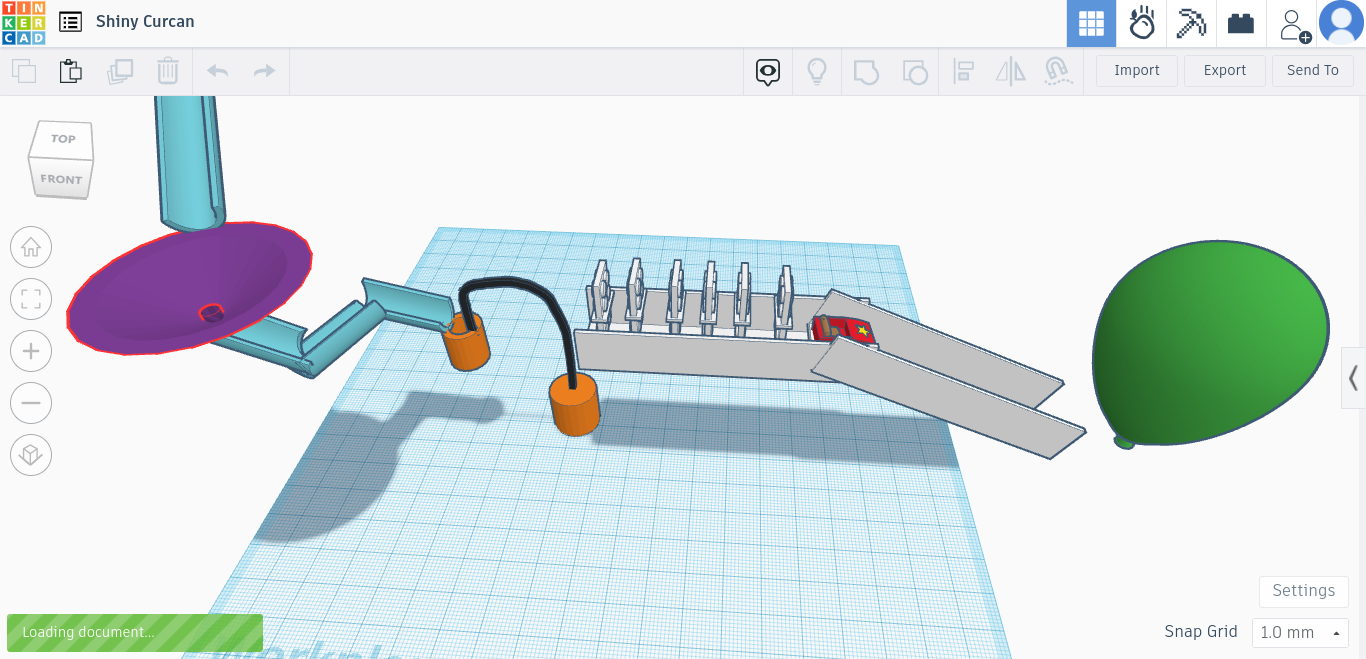 TIN
KER
CAD
Shiny Curcan
Import
Export
Send To
TOP
FRONT
Loading document...
Settings
Snap Grid
1.0 mm